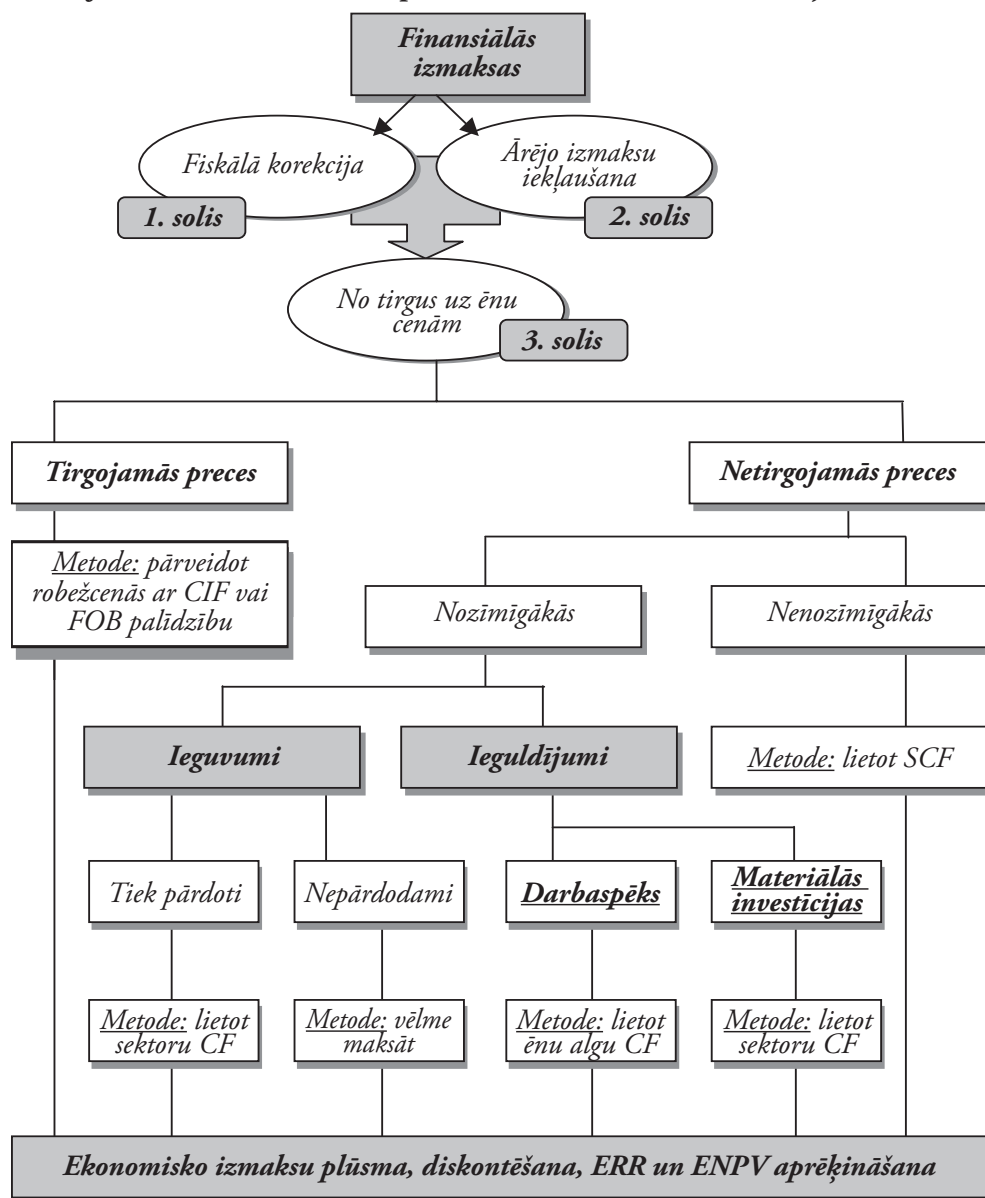 Finansiālās
izmaksas
Fiskālā korekcija
Ārējo izmaksu
iekļaušana
1. solis
2. solis
No tirgus uz ēnu
cenām
3. solis
Tirgojamās preces
Netirgojamās preces
Metode: pārveidot
robežcenās ar CIF vai
FOB palīdzību
Nozīmīgākās
Nenozīmīgākās
Ieguvumi
Ieguldījumi
Metode: lietot SCF
Tiek pārdoti
Nepārdodami
Darbaspēks
Materiālās
investīcijas
Metode: lietot
sektoru CF
Metode: vēlme
maksāt
Metode: lietot
ēnu algu CF
Metode: lietot
sektoru CF
Ekonomisko izmaksu plūsma, diskontēšana, ERR un ENPV aprēķināšana